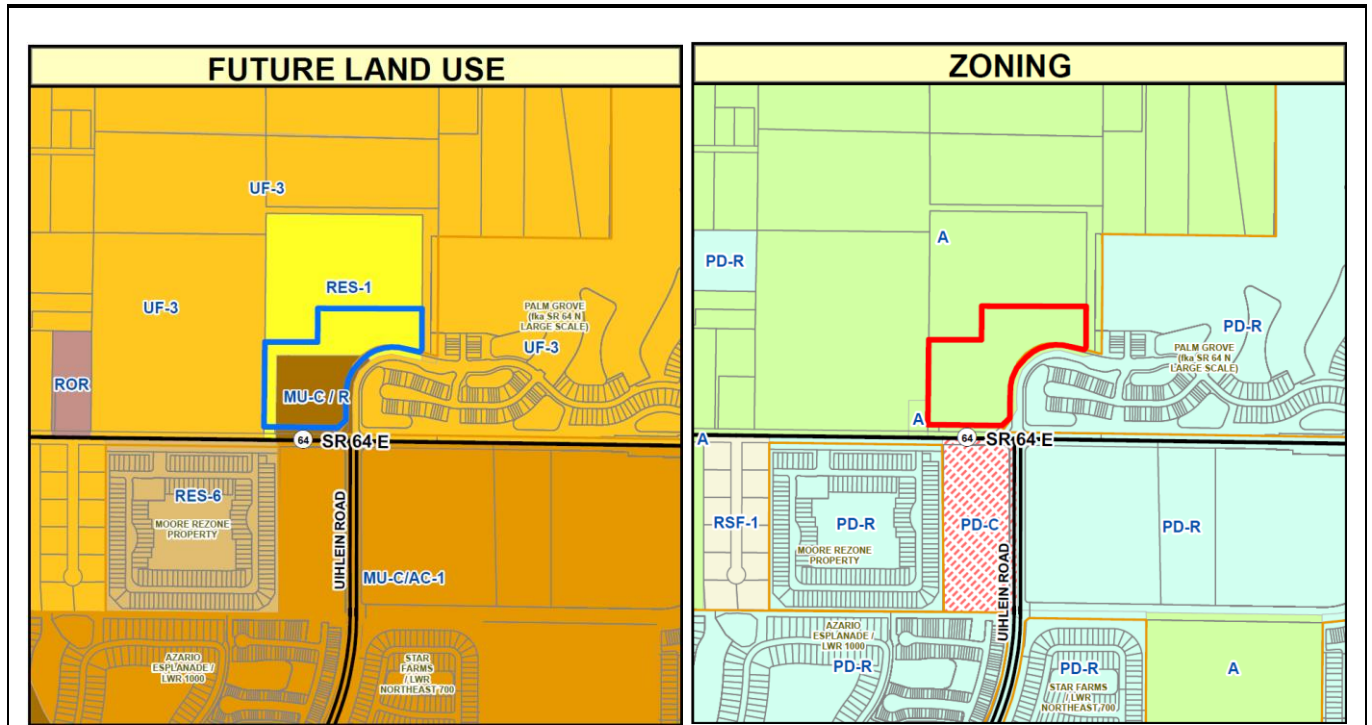 FUTURE LAND USE
UF-3
RES-1
UF-3
PALM GROVE
(fka SR 64 N
LARGE SCALE)
UF-3
ROR
MU-C / R
64 SR 64 E
RES-6
MOORE REZONE
PROPERTY
UIHLEIN ROAD
MU-C/AC-1
AZARIO
ESPLANADE /
LWR 1000
STAR
FARMS
/ LWR
NORTHEAST 700
ZONING
A
PD-R
PD-R
PALM GROVE
(fka SR 64 N
LARGE SCALE)
A
64 SR 64 E
A
RSF-1
PD-R
MOORE REZONE
PROPERTY
PD-C
UIHLEIN ROAD
PD-R
AZARIO
ESPLANADE /
LWR 1000
PD-R
PD-R
STAR FARMS
/ LWR
NORTHEAST 700
A